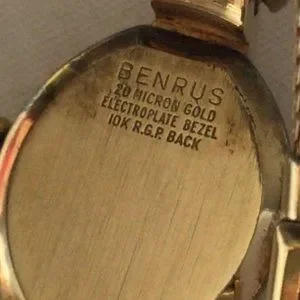 BENRUS
20 MICRON GOLD
ELECTROPLATE BEZEL
10K R.G.P. BACK